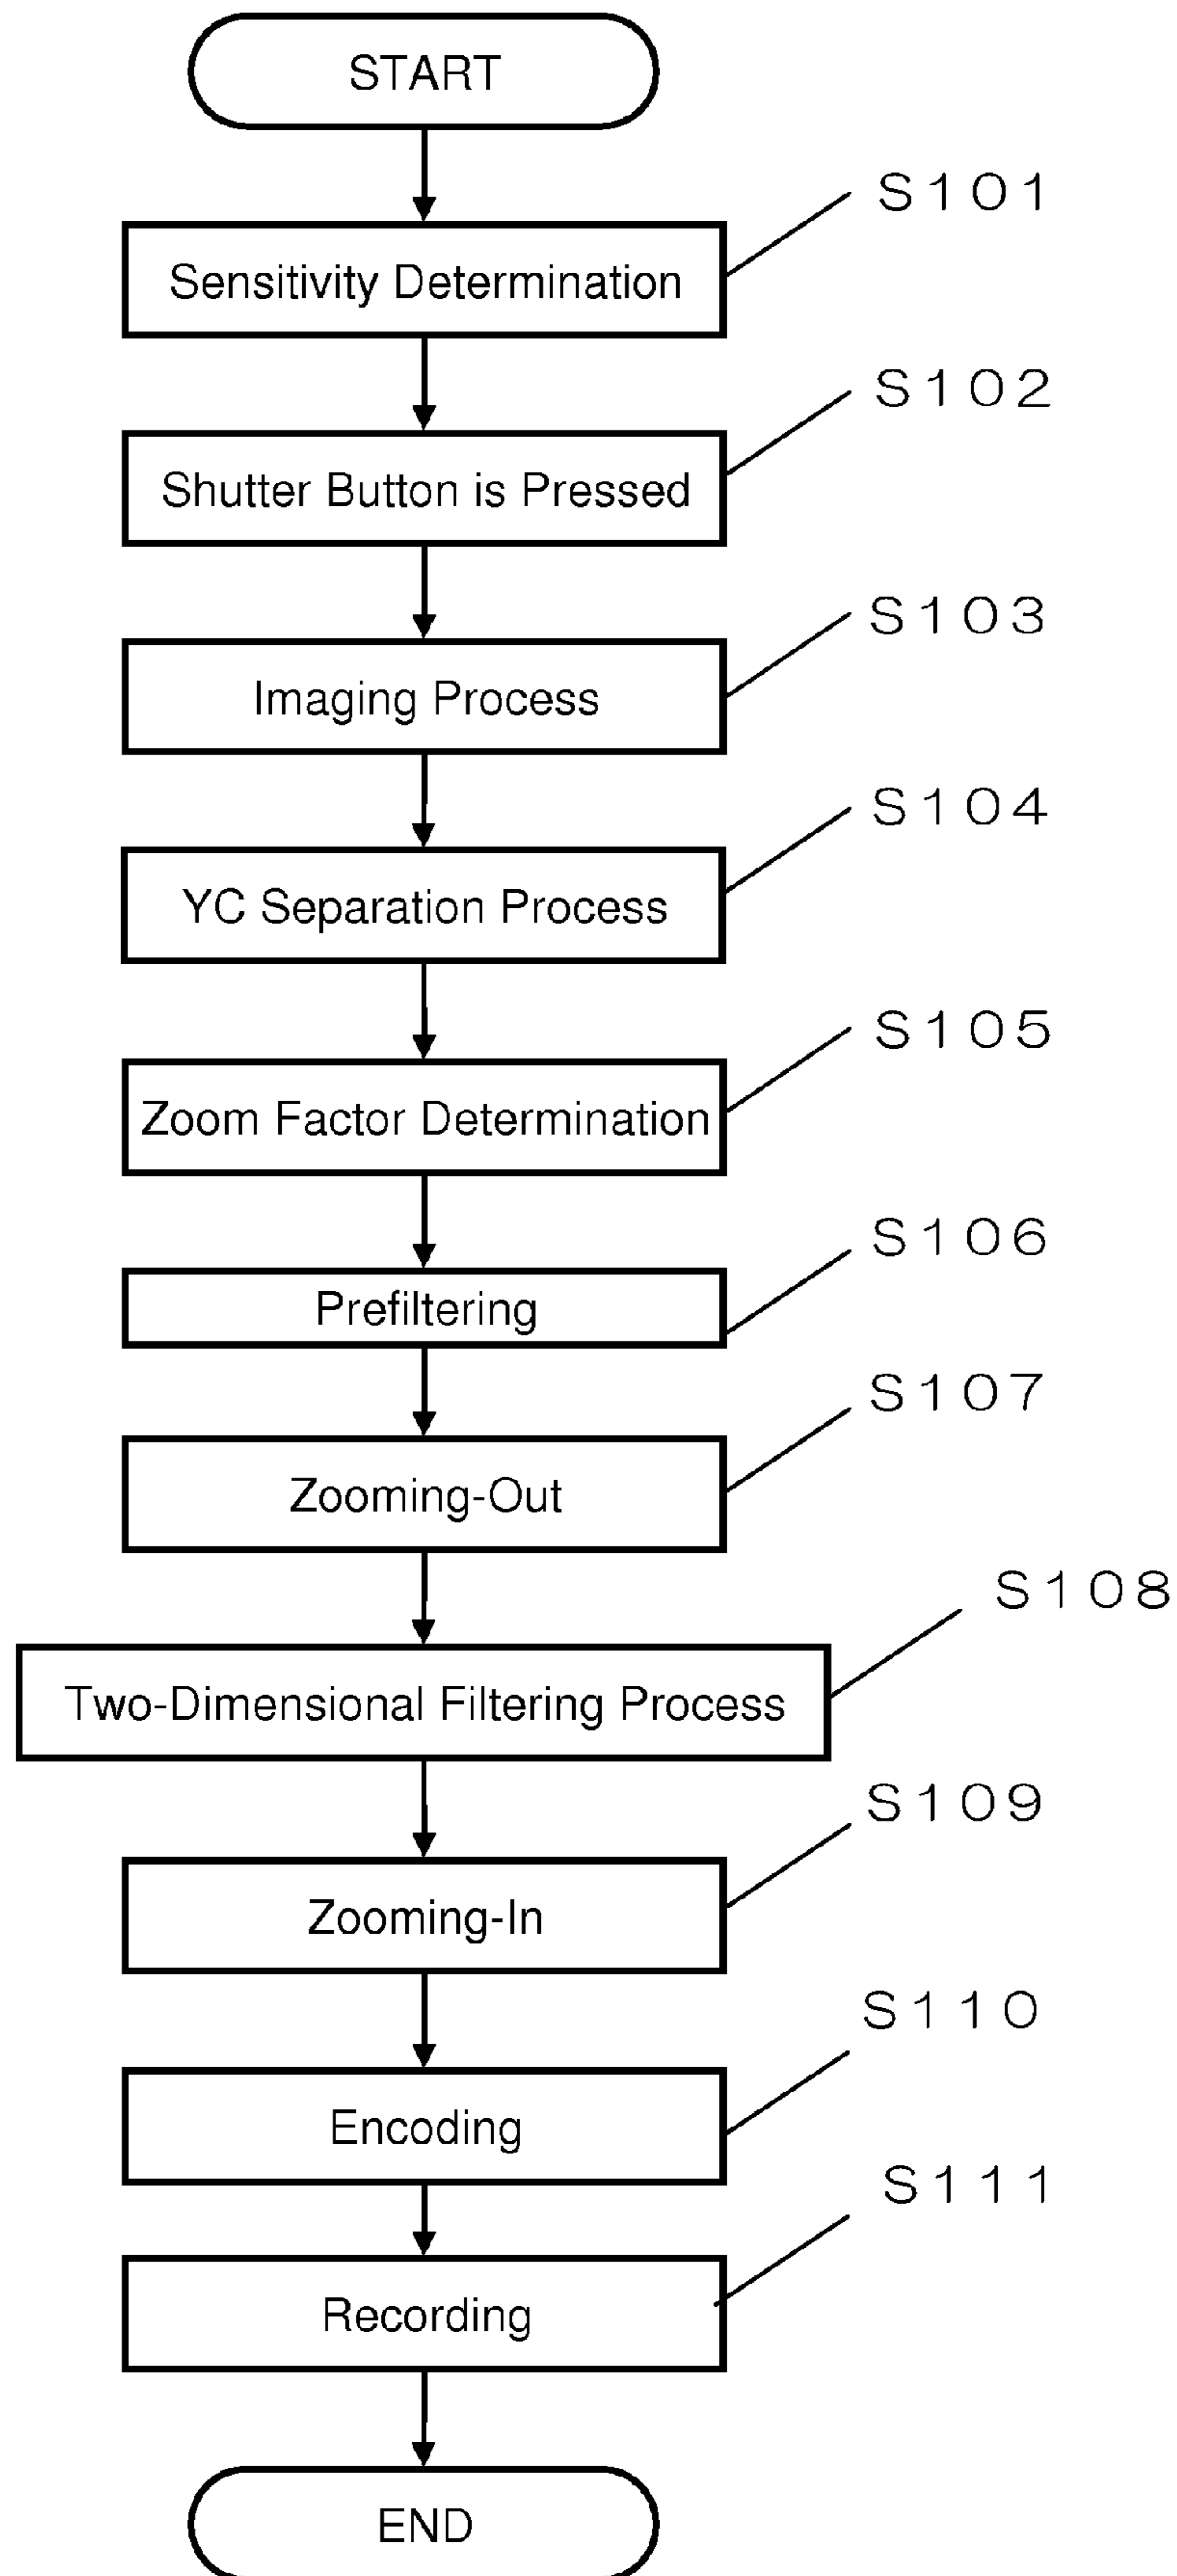 START
S101
Sensitivity Determination
S102
Shutter Button is Pressed
S103
Imaging Process
S104
YC Separation Process
S105
Zoom Factor Determination
S106
Prefiltering
S107
Zooming-Out
S108
Two-Dimensional Filtering Process
S109
Zooming-In
S110
Encoding
S111
Recording
END